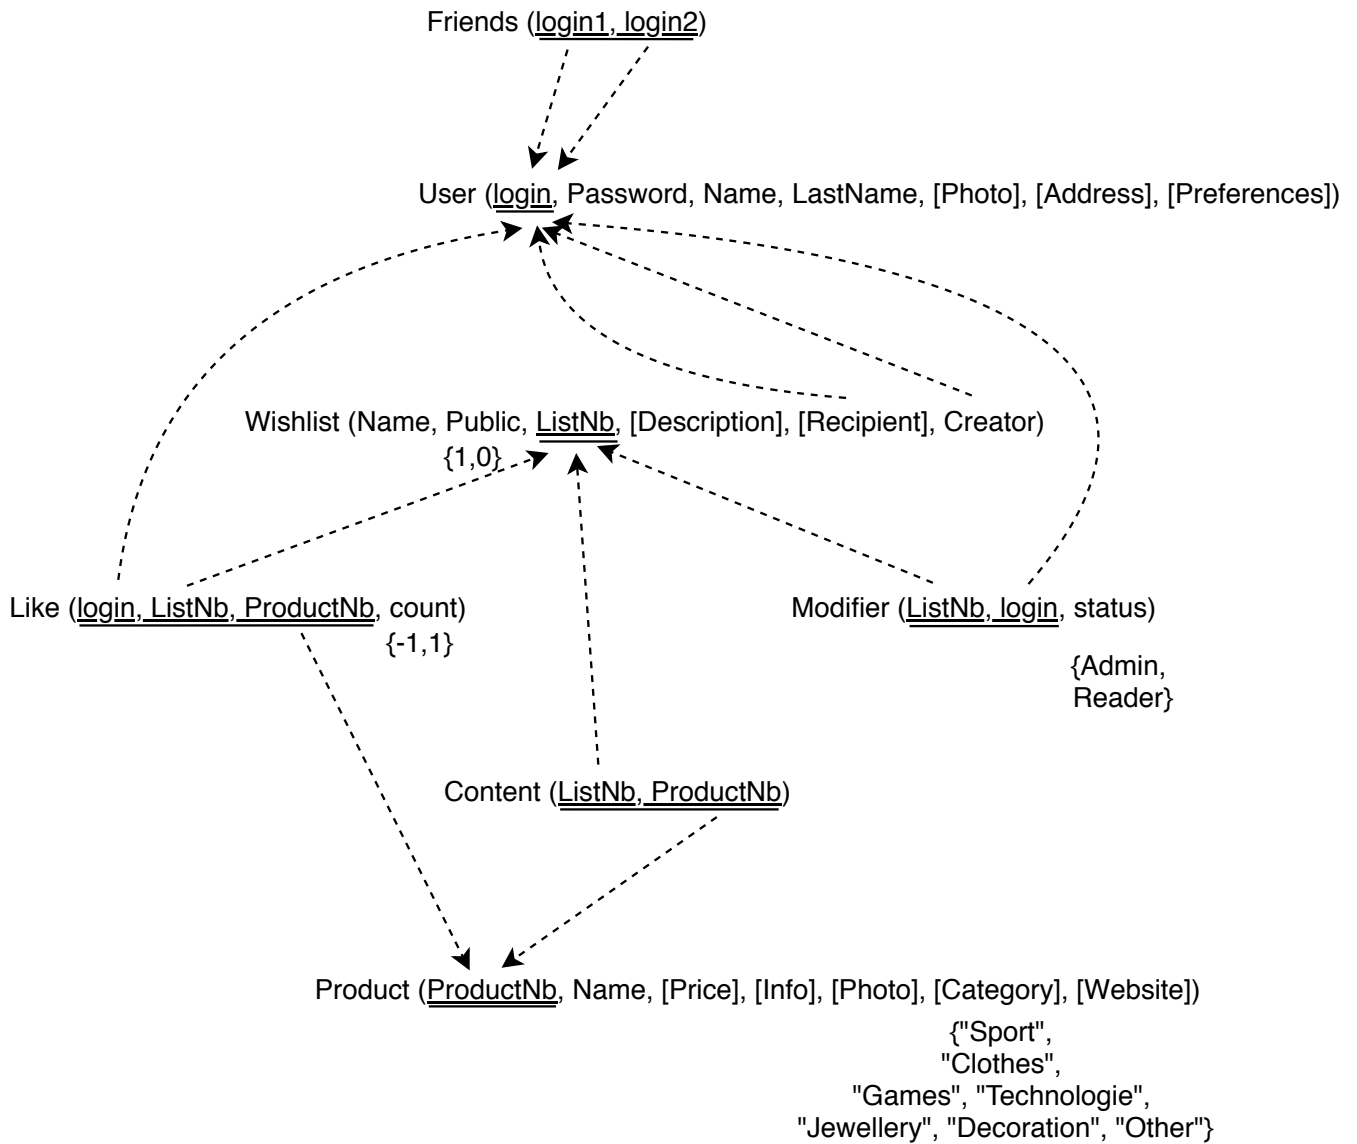 Friends (login1, login2)
User (login, Password, Name, LastName, [Photo], [Address], [Preferences])
Wishlist (Name, Public, ListNb, [Description], [Recipient], Creator)
{1,0}
Like (login, ListNb, ProductNb, count)
{-1,1}
Modifier (ListNb, login, status)
{Admin,
Reader}
Content (ListNb, ProductNb)
Product (ProductNb, Name, [Price], [Info], [Photo], [Category], [Website])
{"Sport",
"Clothes",
"Games", "Technologie",
"Jewellery", "Decoration", "Other"}